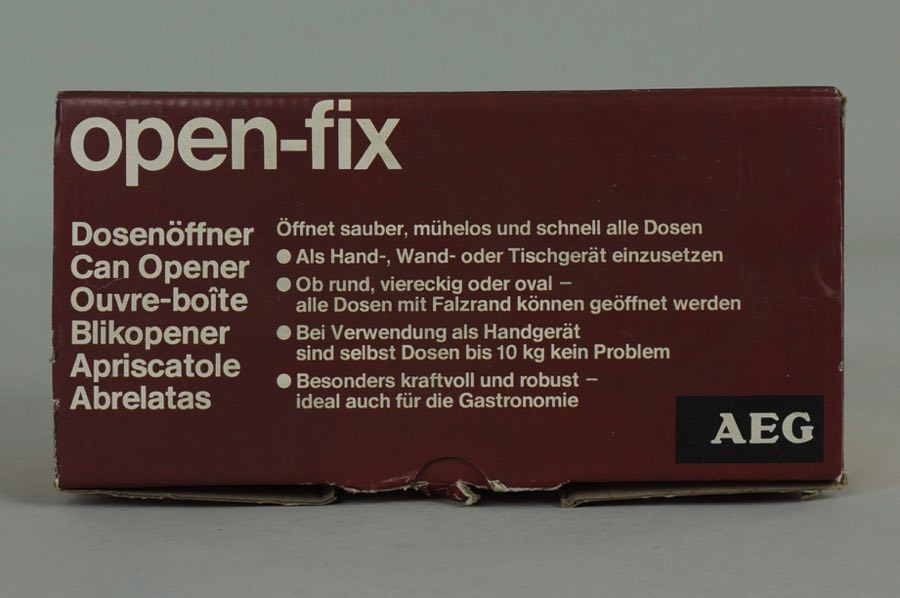 open-fix
Dosenöffner
Can Opener
Ouvre-boîte
Blikopener
Apriscatole
Abrelatas
Öffnet sauber, mühelos und schnell alle Dosen
● Als Hand-, Wand- oder Tischgerät einzusetzen
● Ob rund, viereckig oder oval –
alle Dosen mit Falzrand können geöffnet werden
● Bei Verwendung als Handgerät
sind selbst Dosen bis 10 kg kein Problem
● Besonders kraftvoll und robust –
ideal auch für die Gastronomie
AEG